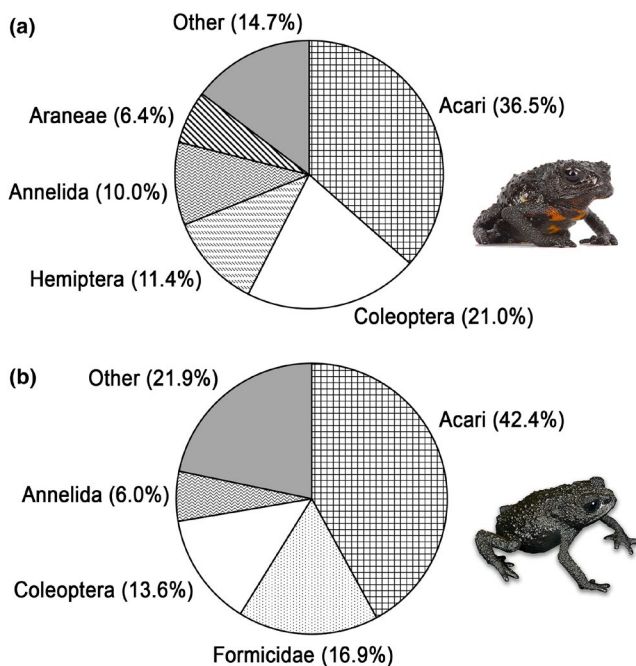 (a)
Other (14.7%)
Acari (36.5%)
Araneae (6.4%)
Annelida (10.0%)
Hemiptera (11.4%)
Coleoptera (21.0%)
(b)
Other (21.9%)
Acari (42.4%)
Annelida (6.0%)
Coleoptera (13.6%)
Formicidae (16.9%)